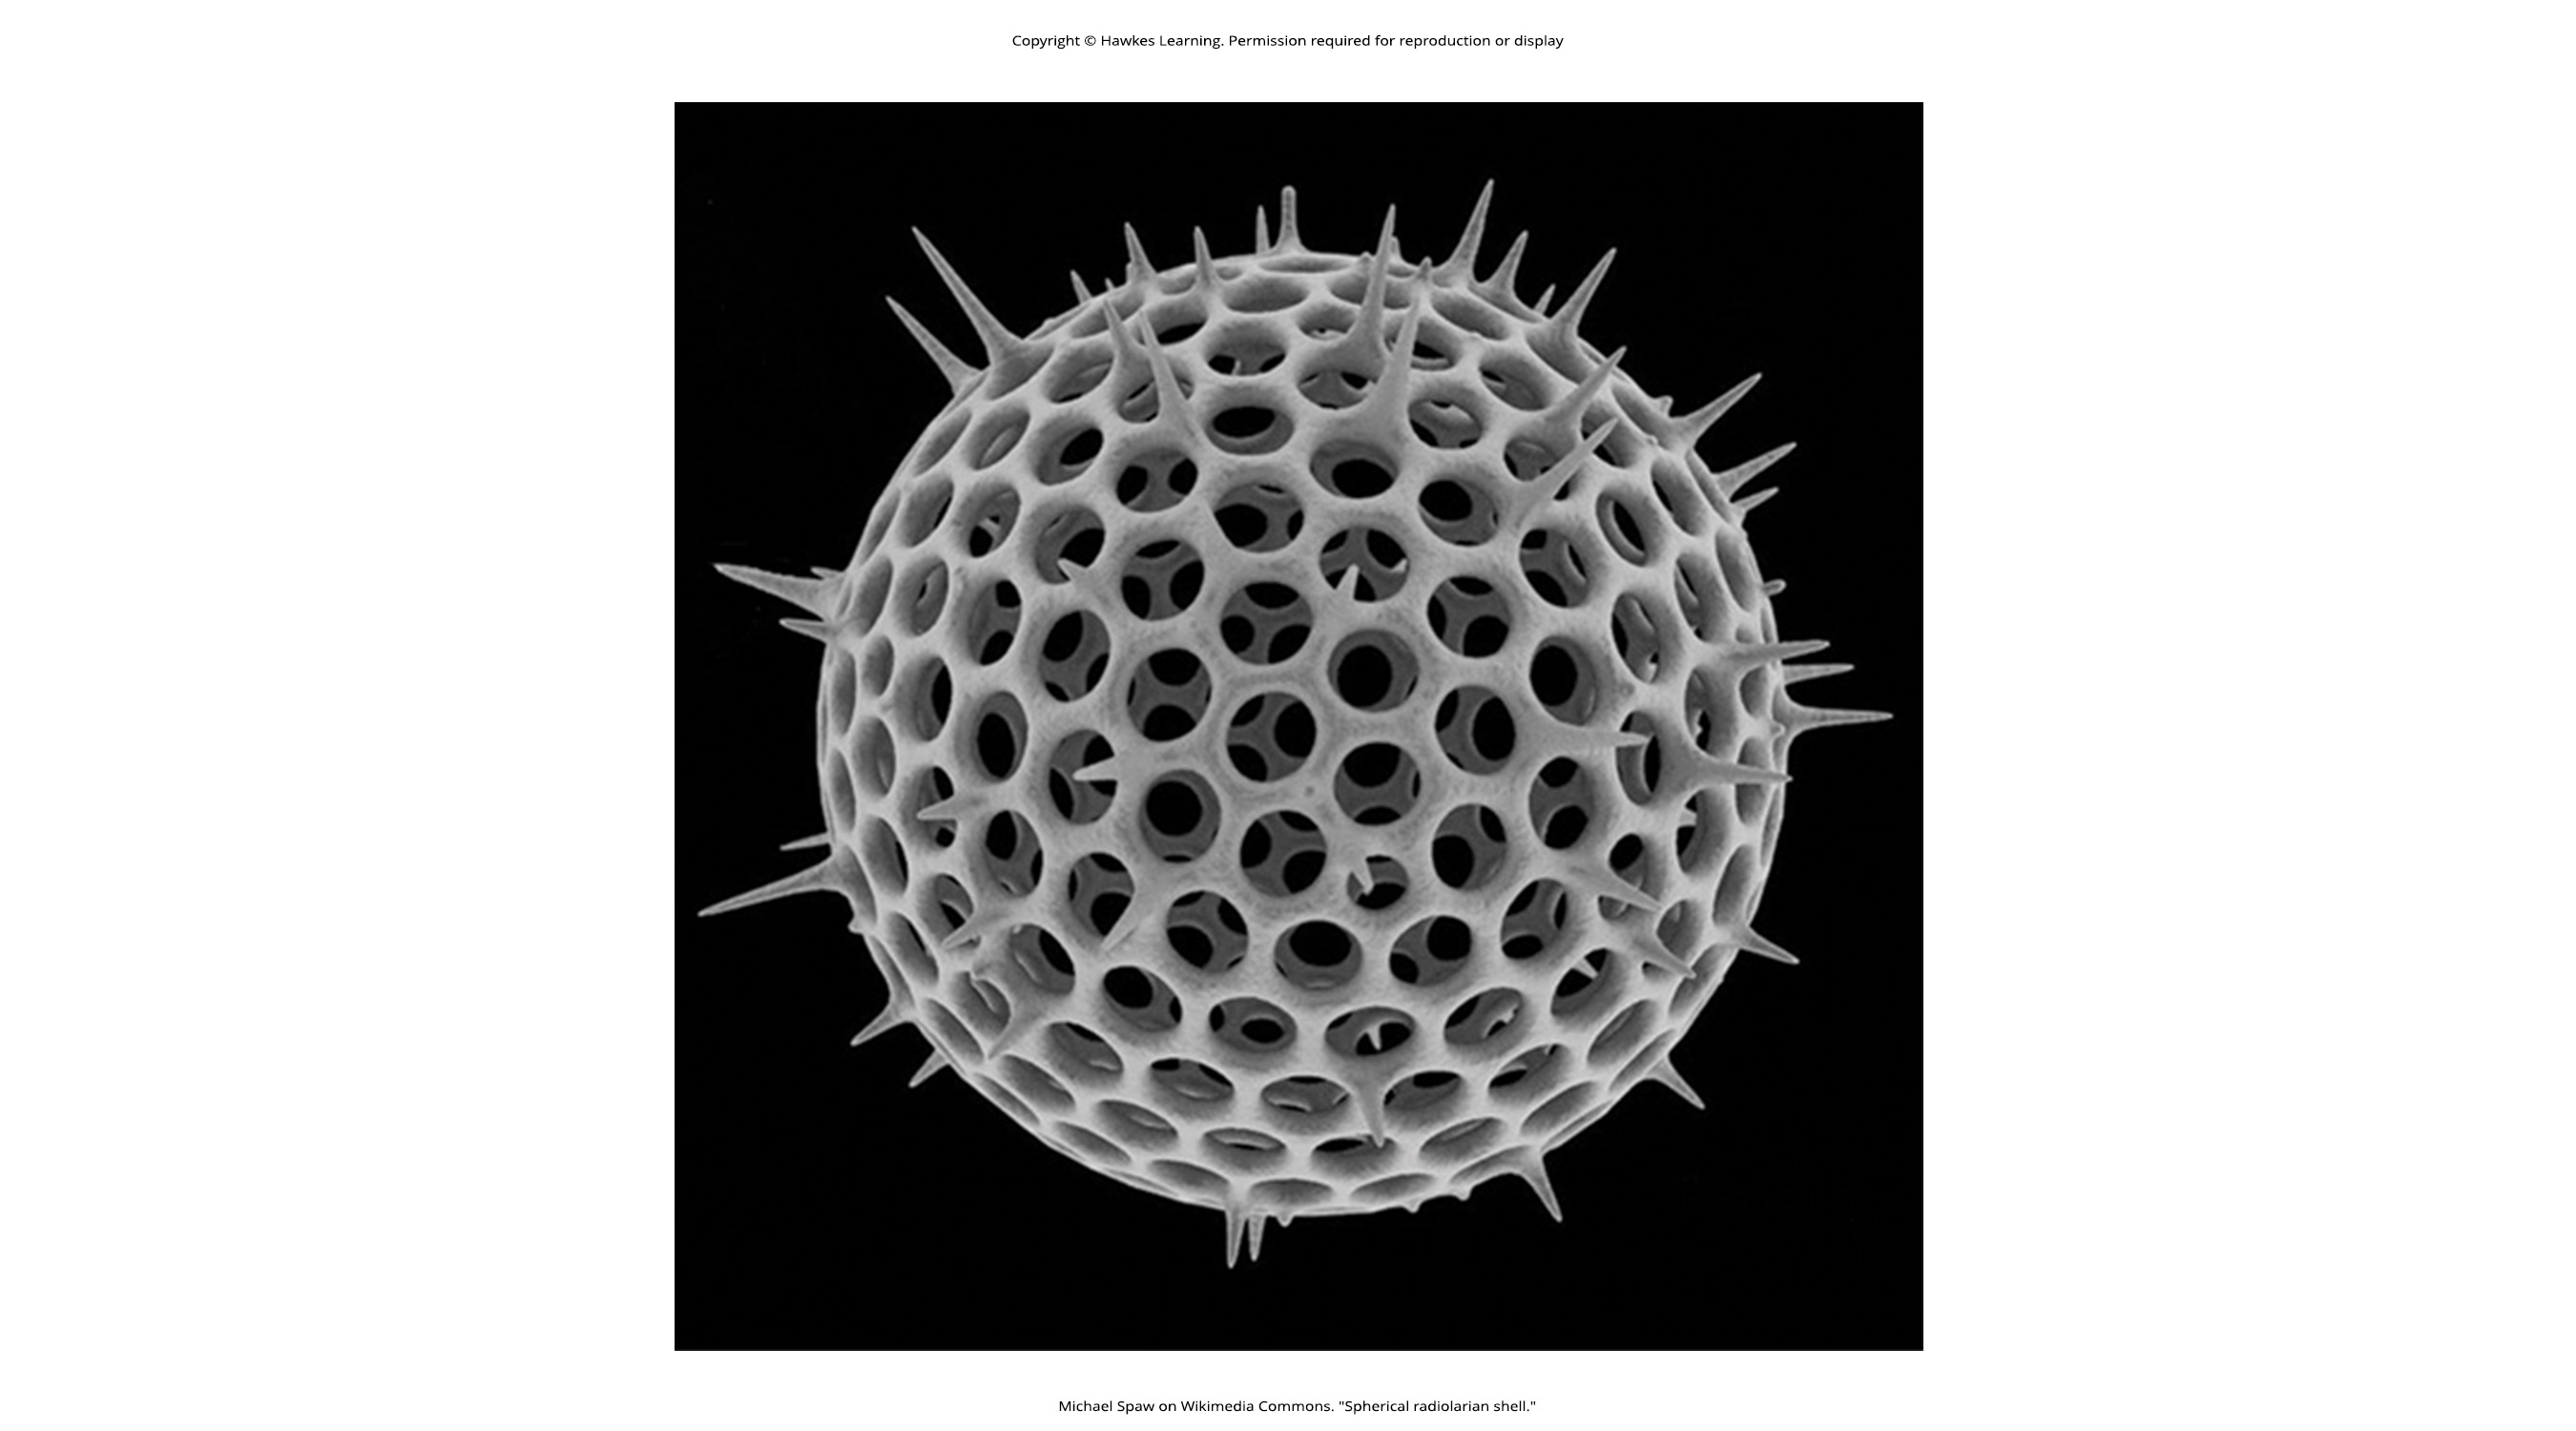 Copyright © Hawkes Learning. Permission required for reproduction or display
Michael Spaw on Wikimedia Commons. "Spherical radiolarian shell."